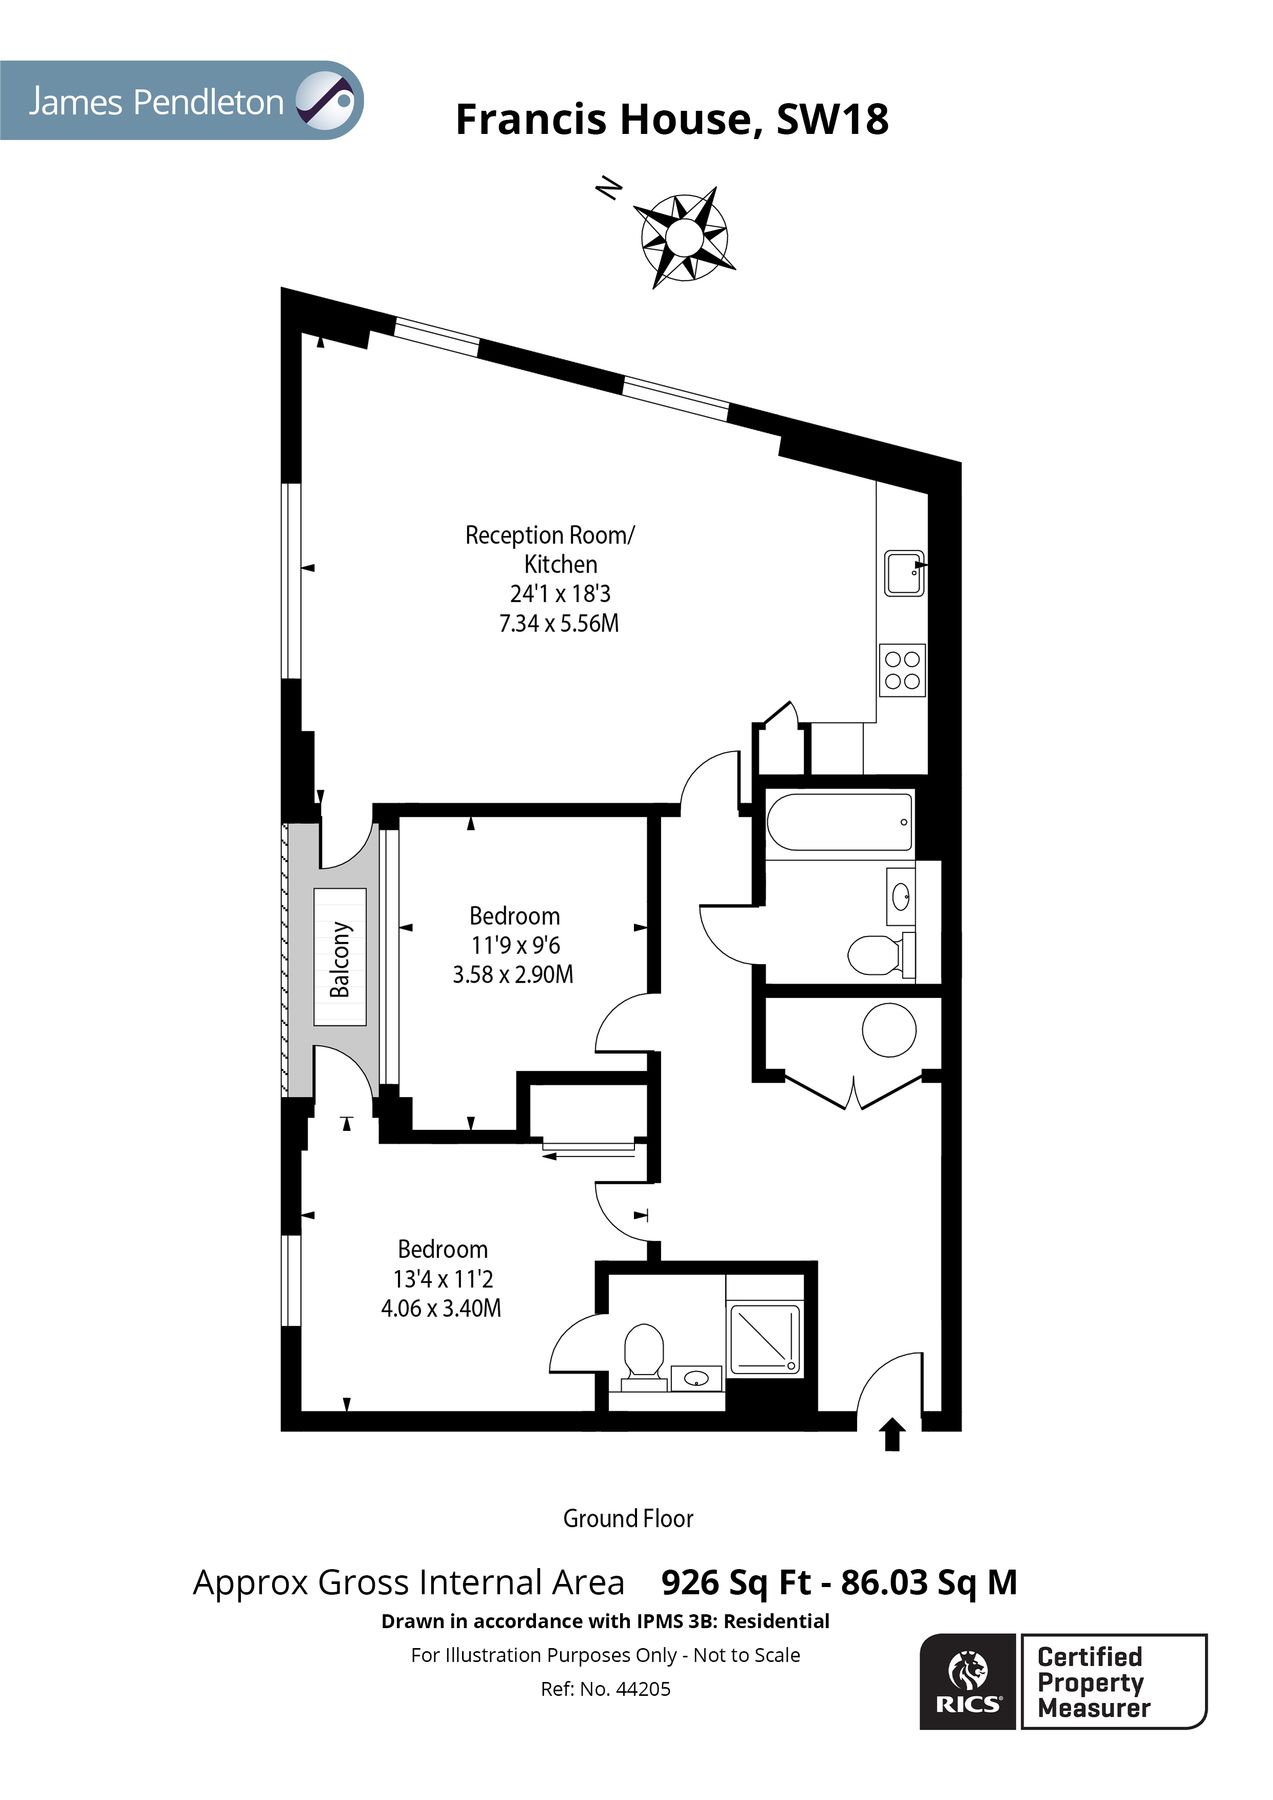 James Pendleton
Francis House, SW18
N
Reception Room/
Kitchen
24'1 x 18'3
7.34 x 5.56M
Bedroom
11'9 x 9'6
3.58 x 2.90M
Balcony
Bedroom
13'4 x 11'2
4.06 x 3.40M
Ground Floor
Approx Gross Internal Area 926 Sq Ft - 86.03 Sq M
Drawn in accordance with IPMS 3B: Residential
For Illustration Purposes Only - Not to Scale
Ref: No. 44205
RICS®
Certified
Property
Measurer